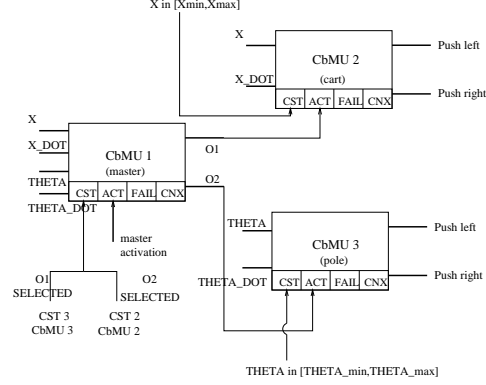 X in [Xmin,Xmax]
X
CbMU 2
Push left
X_DOT
(cart)
CST ACT FAIL CNX
Push right
X
X_DOT
CbMU 1
(master)
O1
THETA
O2
CST ACT FAIL CNX
THETA_DOT
THETA
CbMU 3
Push left
(pole)
master
activation
THETA_DOT
CST ACT FAIL CNX
Push right
O1
SELECTED
O2
SELECTED
CST 3
CbMU 3
CST 2
CbMU 2
THETA in [THETA_min,THETA_max]